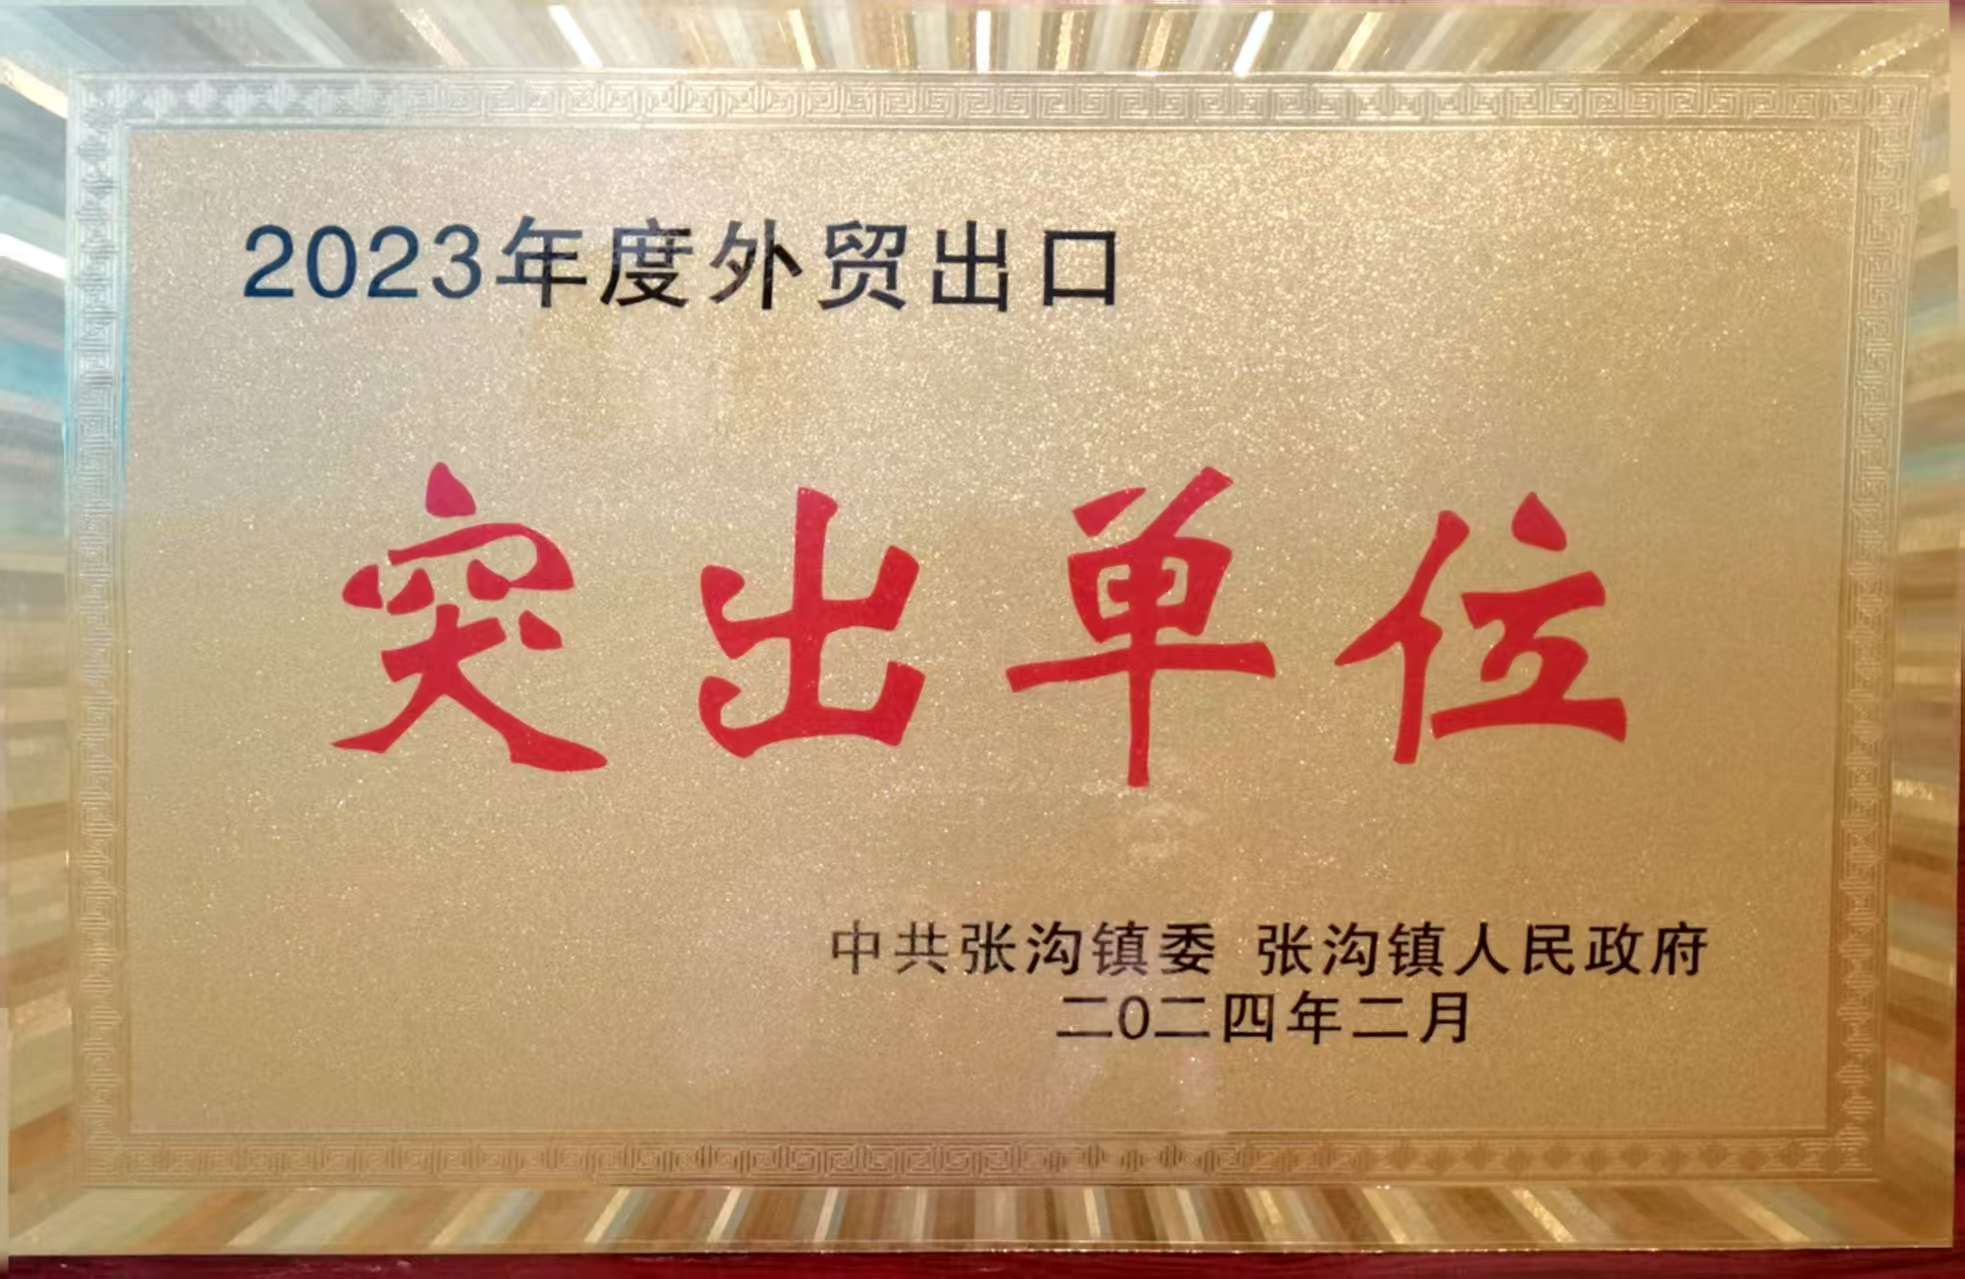 2023年度外贸出口
突出单位
中共张沟镇委 张沟镇人民政府
二0二四年二月